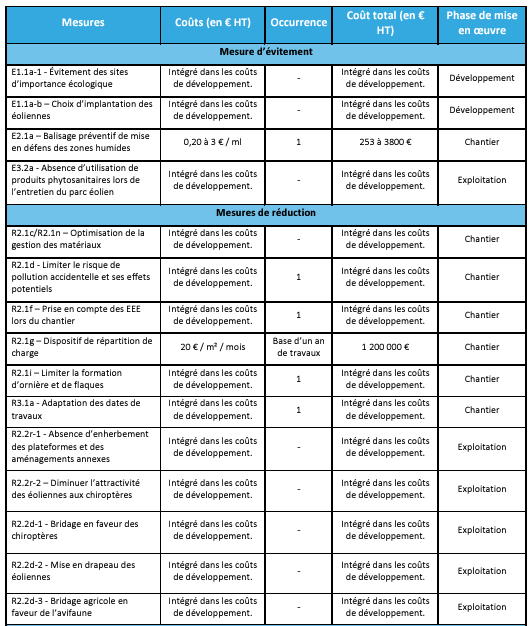 Mesures
Coûts (en € HT)
Occurrence
Coût total (en €
HT)
Phase de mise
en œuvre
Mesure d’évitement
E1.1a-1 - Évitement des sites
d’importance écologique
Intégré dans les coûts
de développement.
-
Intégré dans les coûts
de développement.
Développement
E1.1a-b – Choix d’implantation des
éoliennes
Intégré dans les coûts
de développement.
-
Intégré dans les coûts
de développement.
Développement
E2.1a – Balisage préventif de mise
en défens des zones humides
0,20 à 3 € / ml
1
253 à 3800 €
Chantier
E3.2a - Absence d’utilisation de
produits phytosanitaires lors de
l’entretien du parc éolien
Intégré dans les coûts
de développement.
-
Intégré dans les coûts
de développement.
Exploitation
Mesures de réduction
R2.1c/R2.1n – Optimisation de la
gestion des matériaux
Intégré dans les coûts
de développement.
-
Intégré dans les coûts
de développement.
Chantier
R2.1d - Limiter le risque de
pollution accidentelle et ses effets
potentiels
Intégré dans les coûts
de développement.
1
Intégré dans les coûts
de développement.
Chantier
R2.1f – Prise en compte des EEE
lors du chantier
Intégré dans les coûts
de développement.
1
Intégré dans les coûts
de développement.
Chantier
R2.1g – Dispositif de répartition de
charge
20 € / m² / mois
Base d’un an
de travaux
1 200 000 €
Chantier
R2.1i – Limiter la formation
d’ornière et de flaques
Intégré dans les coûts
de développement.
1
Intégré dans les coûts
de développement.
Chantier
R3.1a - Adaptation des dates de
travaux
Intégré dans les coûts
de développement.
1
Intégré dans les coûts
de développement.
Chantier
R2.2r-1 - Absence d’enherbement
des plateformes et des
aménagements annexes
Intégré dans les coûts
de développement.
-
Intégré dans les coûts
de développement.
Exploitation
R2.2r-2 – Diminuer l’attractivité
des éoliennes aux chiroptères
Intégré dans les coûts
de développement.
-
Intégré dans les coûts
de développement.
Exploitation
R2.2d-1 - Bridage en faveur des
chiroptères
Intégré dans les coûts
de développement.
-
Intégré dans les coûts
de développement.
Exploitation
R2.2d-2 - Mise en drapeau des
éoliennes
Intégré dans les coûts
de développement.
-
Intégré dans les coûts
de développement.
Exploitation
R2.2d-3 - Bridage agricole en
faveur de l’avifaune
Intégré dans les coûts
de développement.
-
Intégré dans les coûts
de développement.
Exploitation